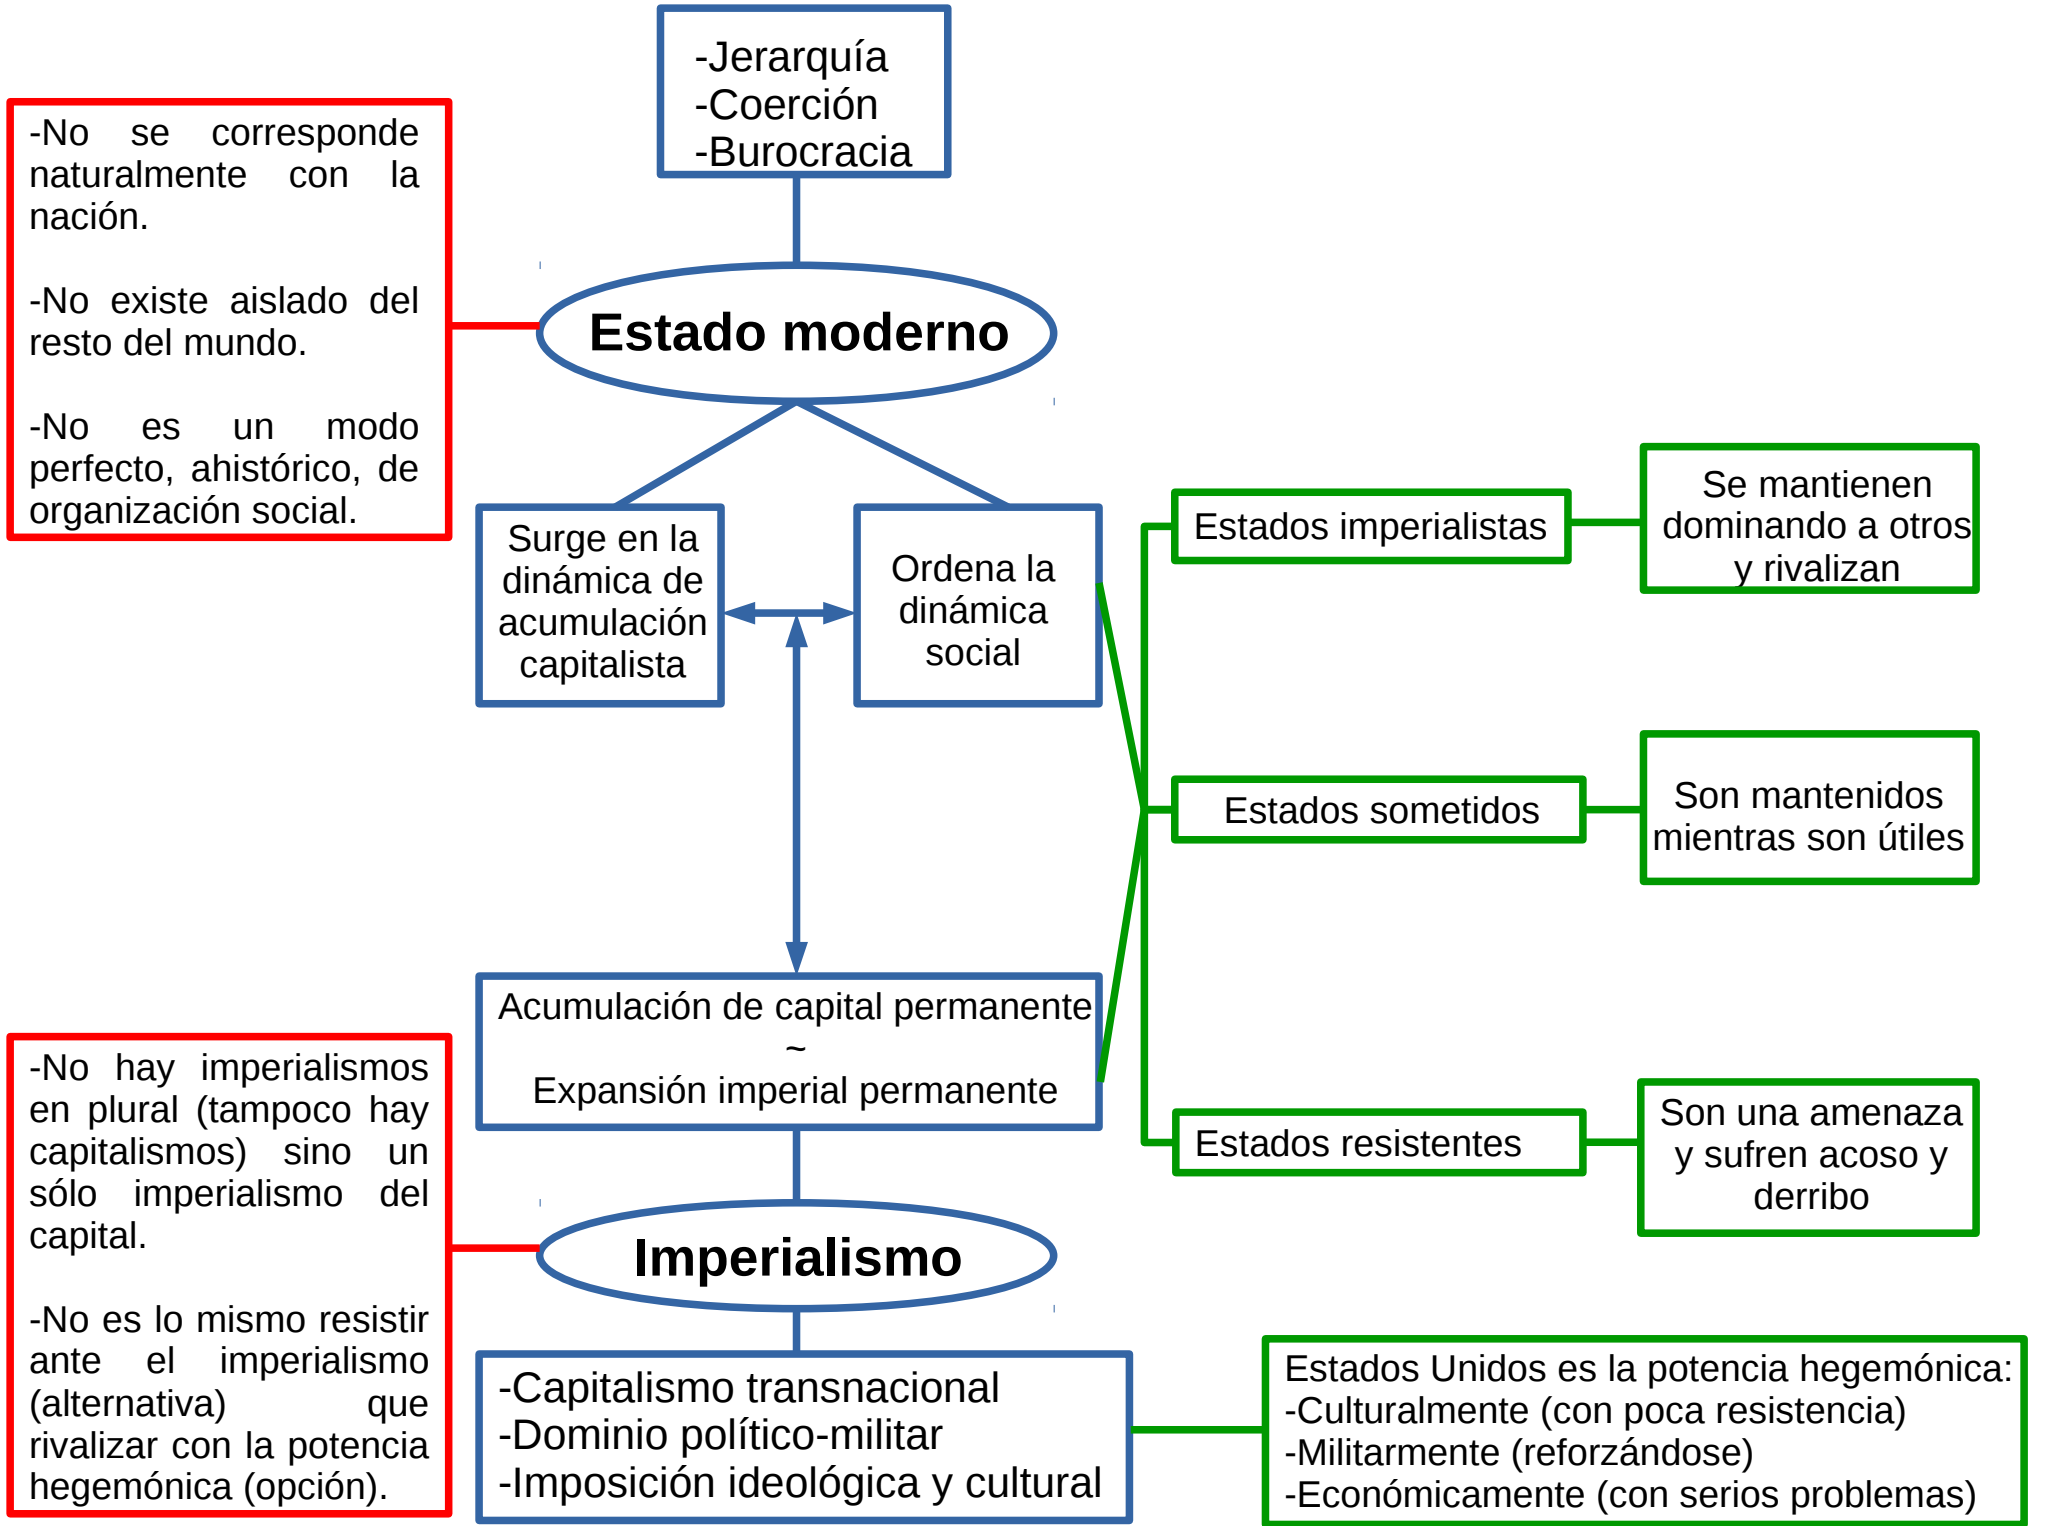 -Jerarquía
-Coerción
-Burocracia
-No se corresponde
naturalmente con la
nación.
-No existe aislado del
resto del mundo.
-No es un modo
perfecto, ahistórico, de
organización social.
Estado moderno
Surge en la
dinámica de
acumulación
capitalista
Ordena la
dinámica
social
Estados imperialistas
Se mantienen
dominando a otros
y rivalizan
Estados sometidos
Son mantenidos
mientras son útiles
Acumulación de capital permanente
~
Expansión imperial permanente
Estados resistentes
Son una amenaza
y sufren acoso y
derribo
-No hay imperialismos
en plural (tampoco hay
capitalismos) sino un
sólo imperialismo del
capital.
-No es lo mismo resistir
ante el imperialismo
(alternativa) que
rivalizar con la potencia
hegemónica (opción).
Imperialismo
-Capitalismo transnacional
-Dominio político-militar
-Imposición ideológica y cultural
Estados Unidos es la potencia hegemónica:
-Culturalmente (con poca resistencia)
-Militarmente (reforzándose)
-Económicamente (con serios problemas)